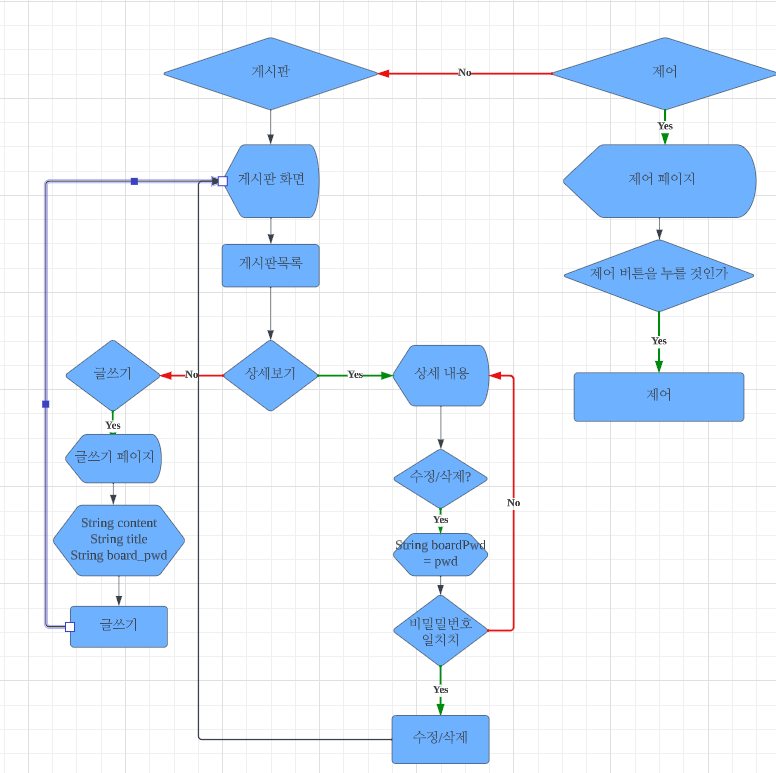 게시판
No
제어
Yes
게시판 화면
제어 페이지
게시판목록
제어 버튼을 누를 것인가
Yes
제어
글쓰기
No
상세보기
Yes
상세 내용
Yes
글쓰기 페이지
수정/삭제?
No
Yes
String content
String title
String board_pwd
String boardPwd
= pwd
글쓰기
비밀밀번호
일치치
Yes
수정/삭제